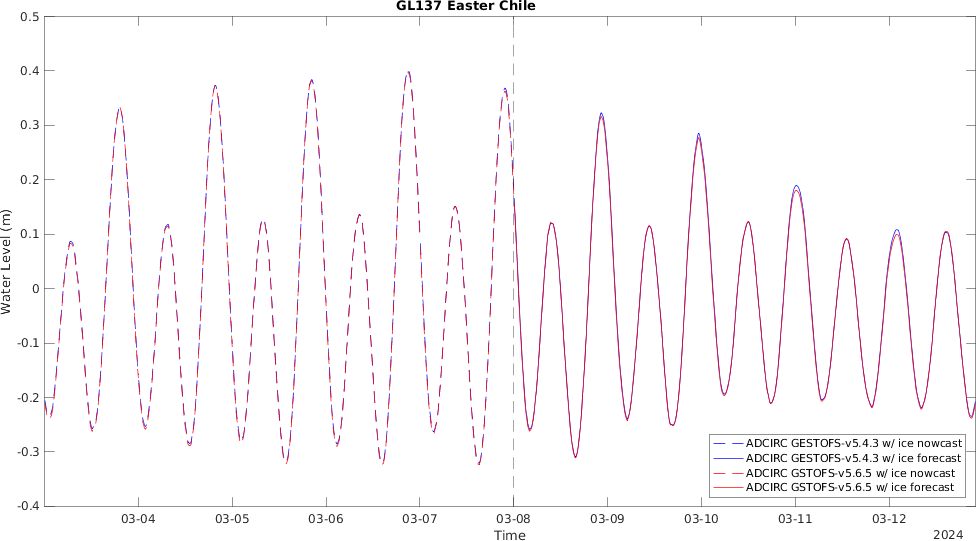 GL137 Easter Chile
0.5
0.4
0.3
0.2
0.1
0
-0.1
-0.2
-0.3
-0.4
Water Level (m)
ADCIRC GESTOFS-v5.4.3 w/ ice nowcast
ADCIRC GESTOFS-v5.4.3 w/ ice forecast
ADCIRC GSTOFS-v5.6.5 w/ ice nowcast
ADCIRC GSTOFS-v5.6.5 w/ ice forecast
03-04 03-05 03-06 03-07 03-08 03-09 03-10 03-11 03-12
Time
2024